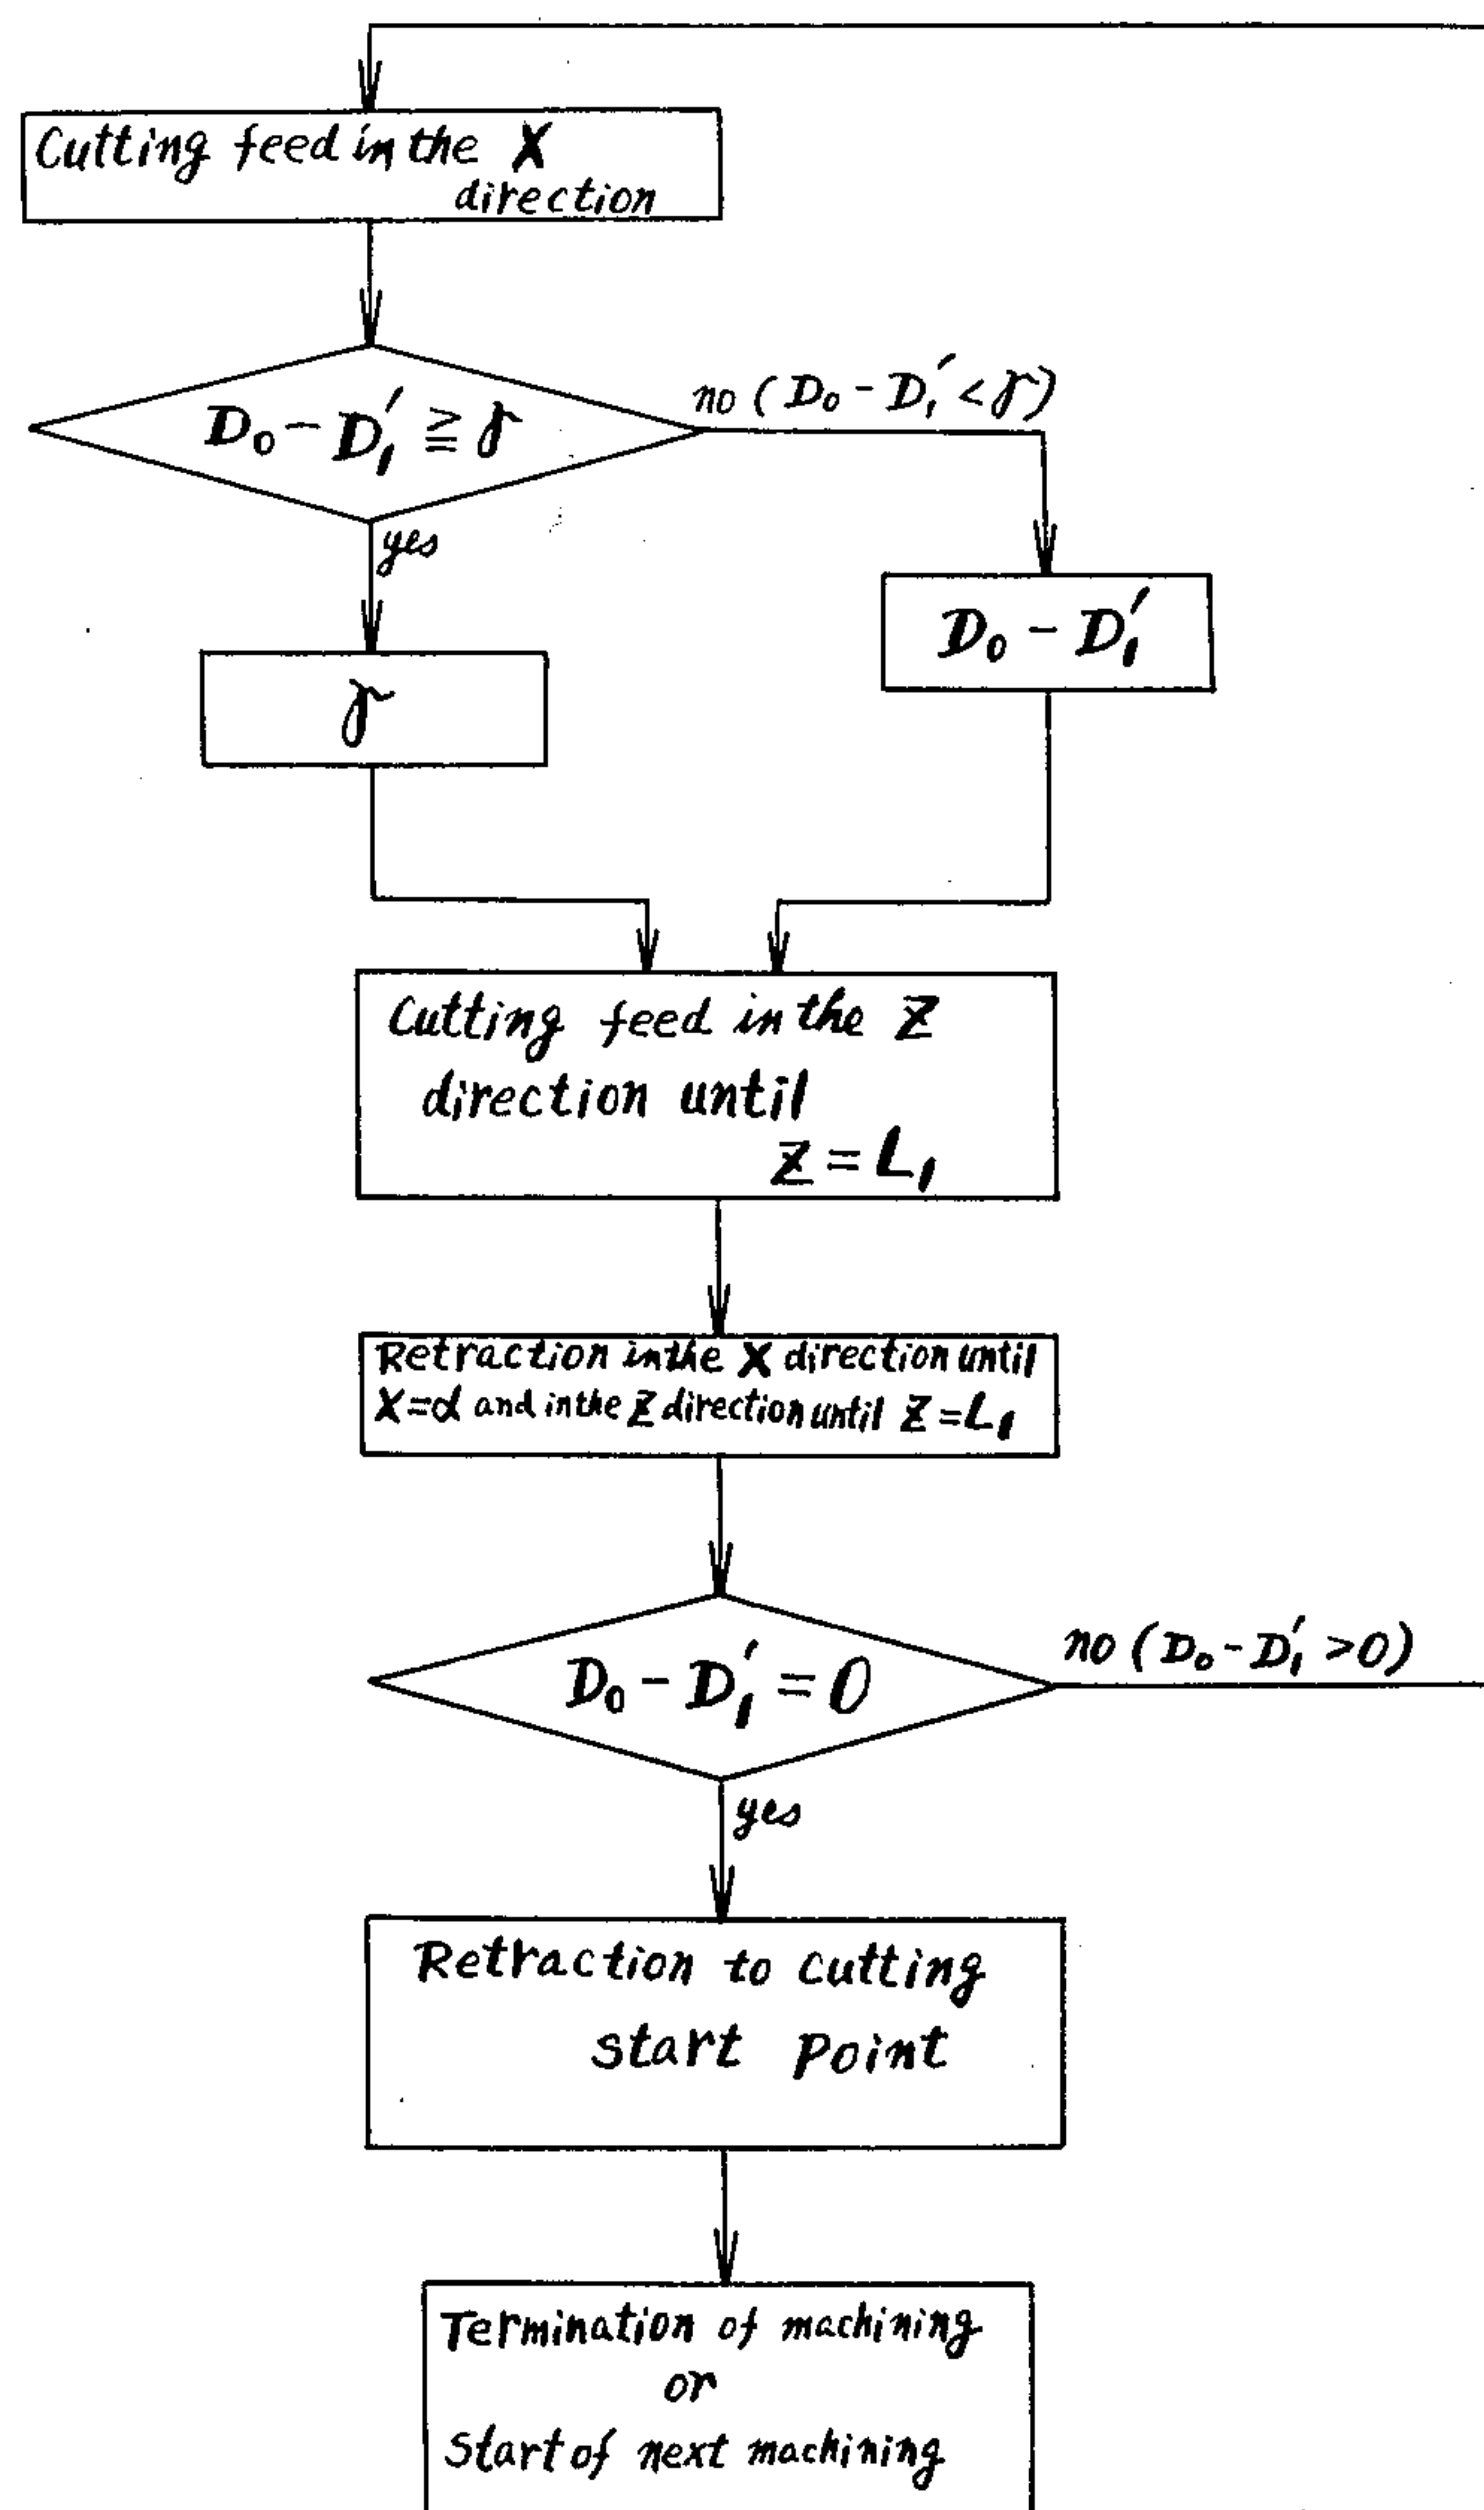 Cutting feed in the X
direction
D₀ - D₁' ≧ γ
no (D₀ - D₁' < γ)
yes
D₀ - D₁'
γ
Cutting feed in the Z
direction until
Z = L₁
Retraction in the X direction until
X = α and in the Z direction until Z = L₁
D₀ - D₁' = 0
no (D₀ - D₁' > 0)
yes
Retraction to cutting
start point
Termination of machining
or
Start of next machining